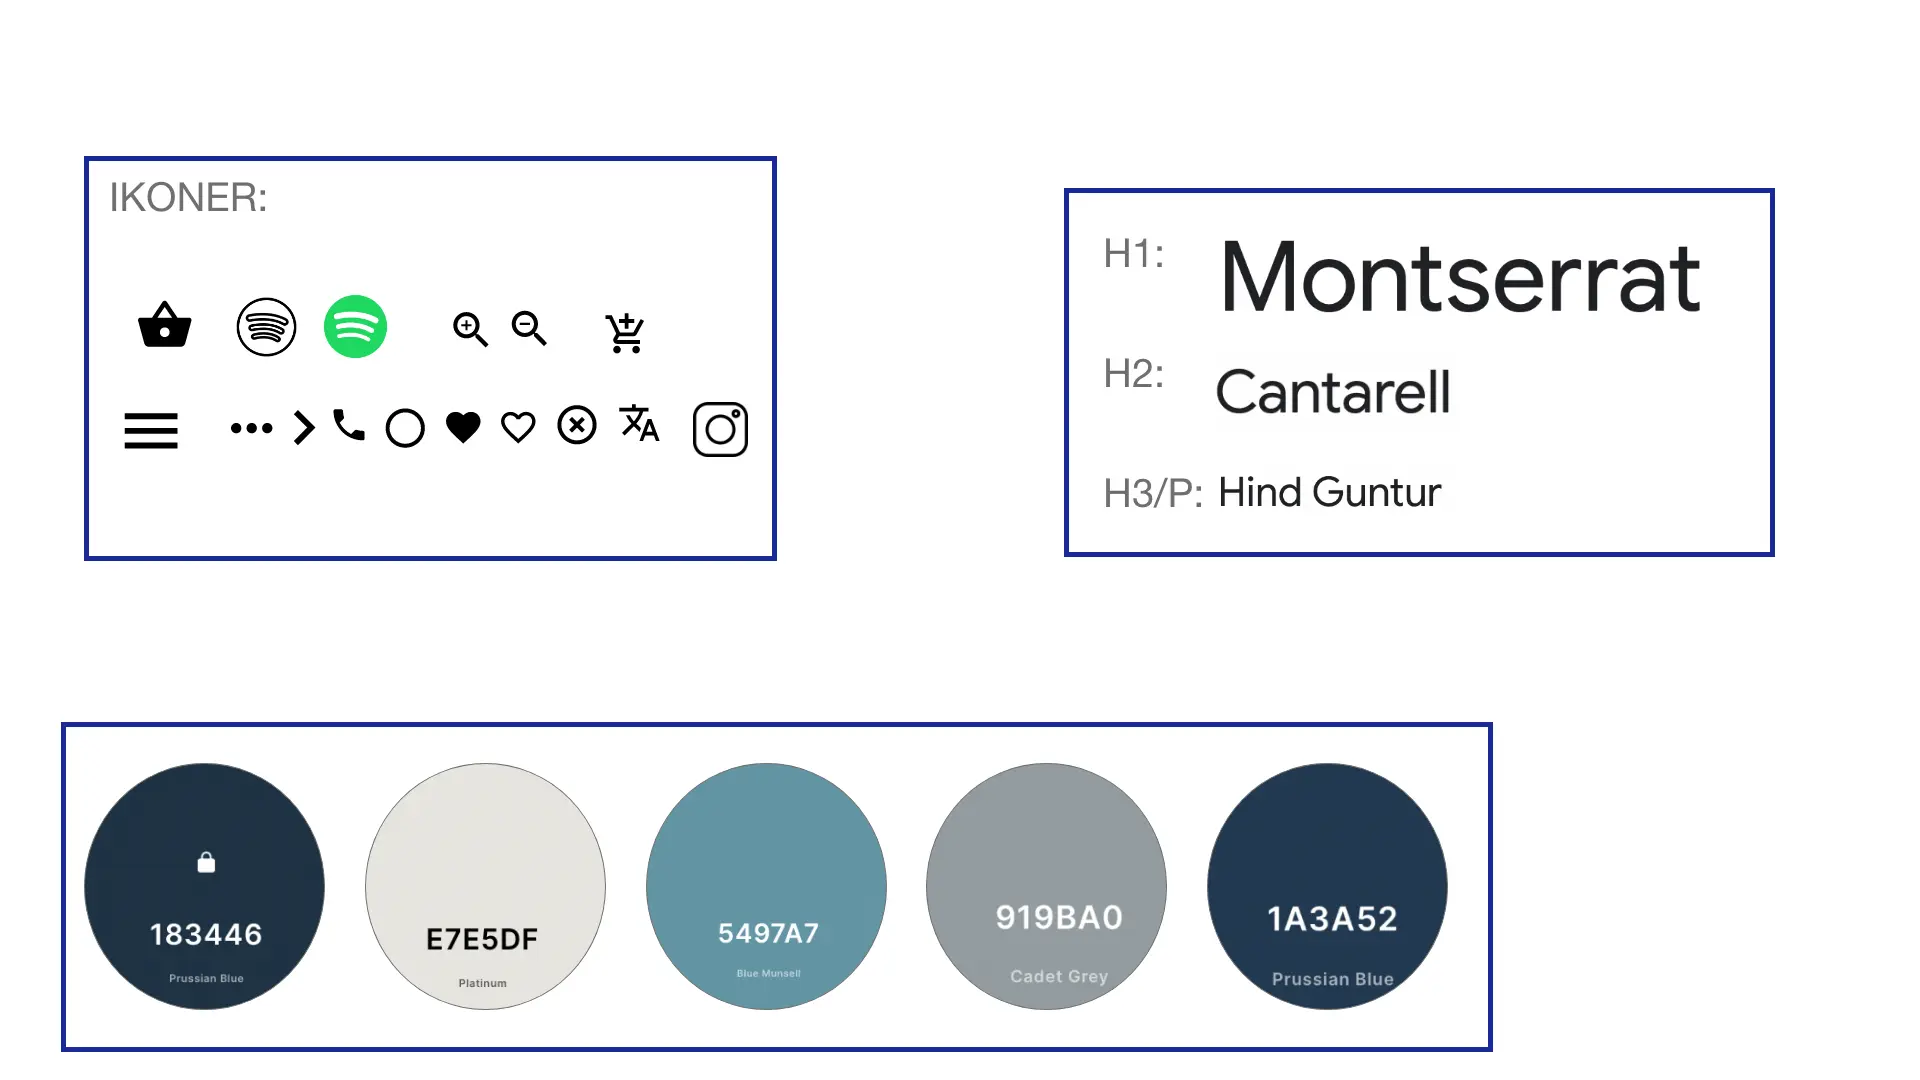 IKONER:
H1: Montserrat
H2: Cantarell
H3/P: Hind Guntur
183446
Prussian Blue
E7E5DF
Platinum
5497A7
Blue Munsell
919BA0
Cadet Grey
1A3A52
Prussian Blue